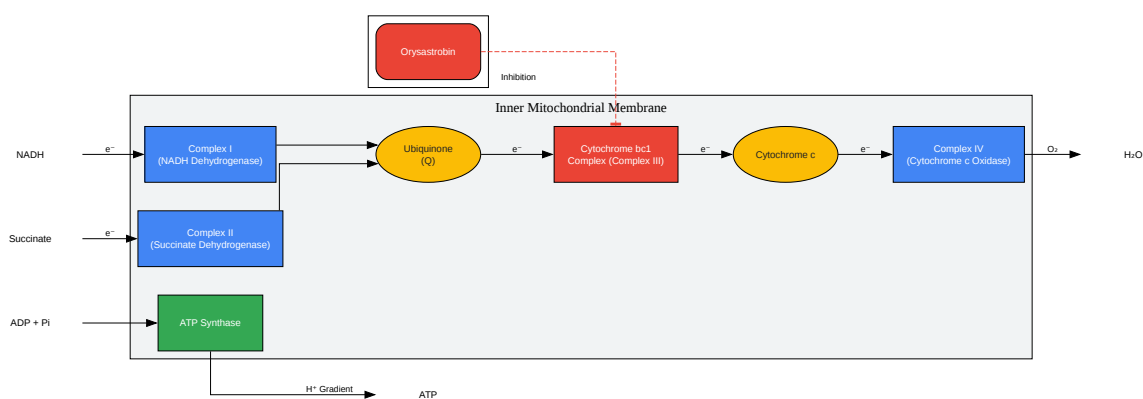 Orysastrobin
Inhibition
Inner Mitochondrial Membrane
NADH
e⁻
Complex I
(NADH Dehydrogenase)
Ubiquinone
(Q)
e⁻
Cytochrome bc1
Complex (Complex III)
e⁻
Cytochrome c
e⁻
Complex IV
(Cytochrome c Oxidase)
O₂
H₂O
Succinate
e⁻
Complex II
(Succinate Dehydrogenase)
ADP + Pi
ATP Synthase
H⁺ Gradient
ATP